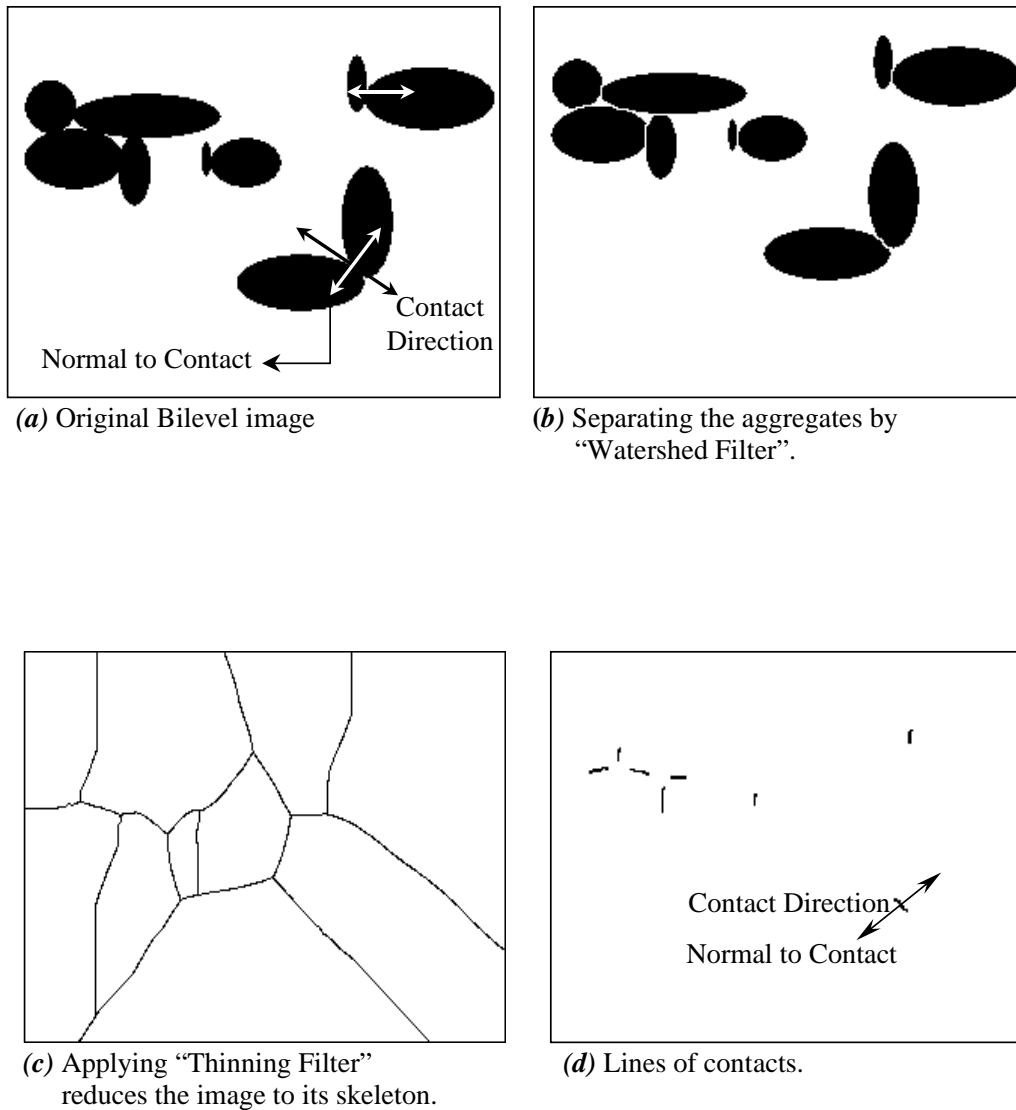 Contact
Direction
Normal to Contact
(a) Original Bilevel image
(b) Separating the aggregates by
“Watershed Filter”.
Contact Direction
Normal to Contact
(c) Applying “Thinning Filter”
reduces the image to its skeleton.
(d) Lines of contacts.